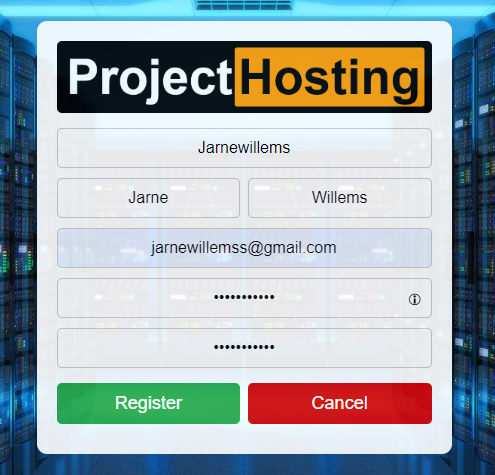 ProjectHosting
Jarnewillems
Jarne Willems
jarnewillemss@gmail.com
•••••••••••
•••••••••••
Register Cancel